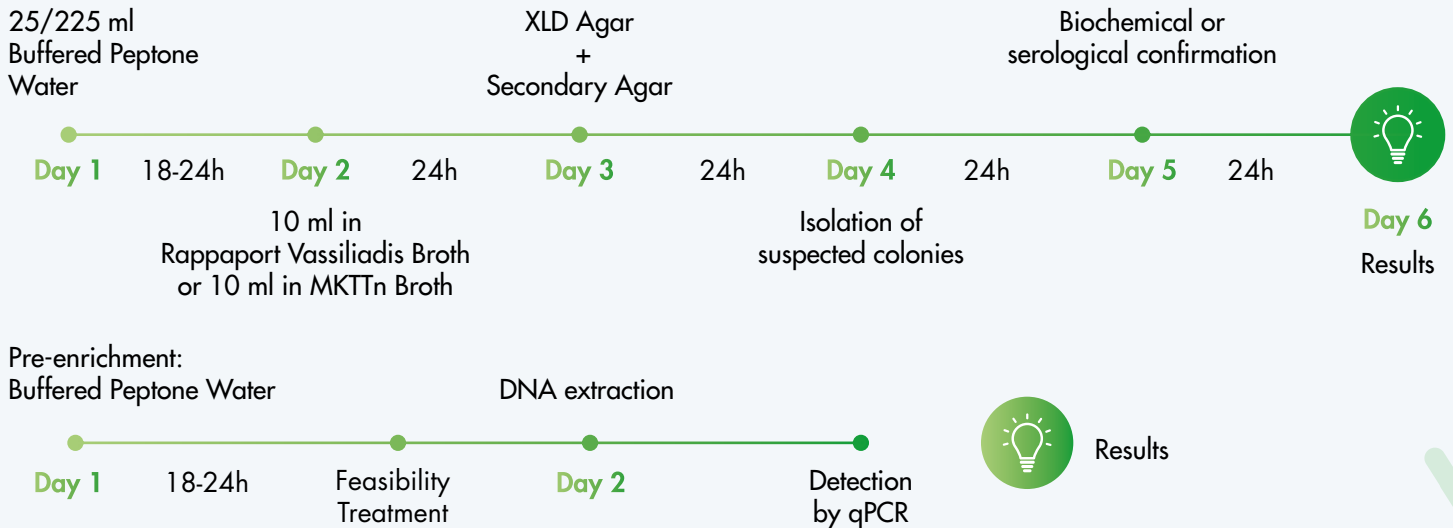 25/225 ml
Buffered Peptone
Water
XLD Agar
+
Secondary Agar
Biochemical or
serological confirmation
Day 1
18-24h
Day 2
24h
Day 3
24h
Day 4
24h
Day 5
24h
Day 6
Results
10 ml in
Rappaport Vassiliadis Broth
or 10 ml in MKTTn Broth
Isolation of
suspected colonies
Pre-enrichment:
Buffered Peptone Water
DNA extraction
Results
Day 1
18-24h
Feasibility
Treatment
Day 2
Detection
by qPCR